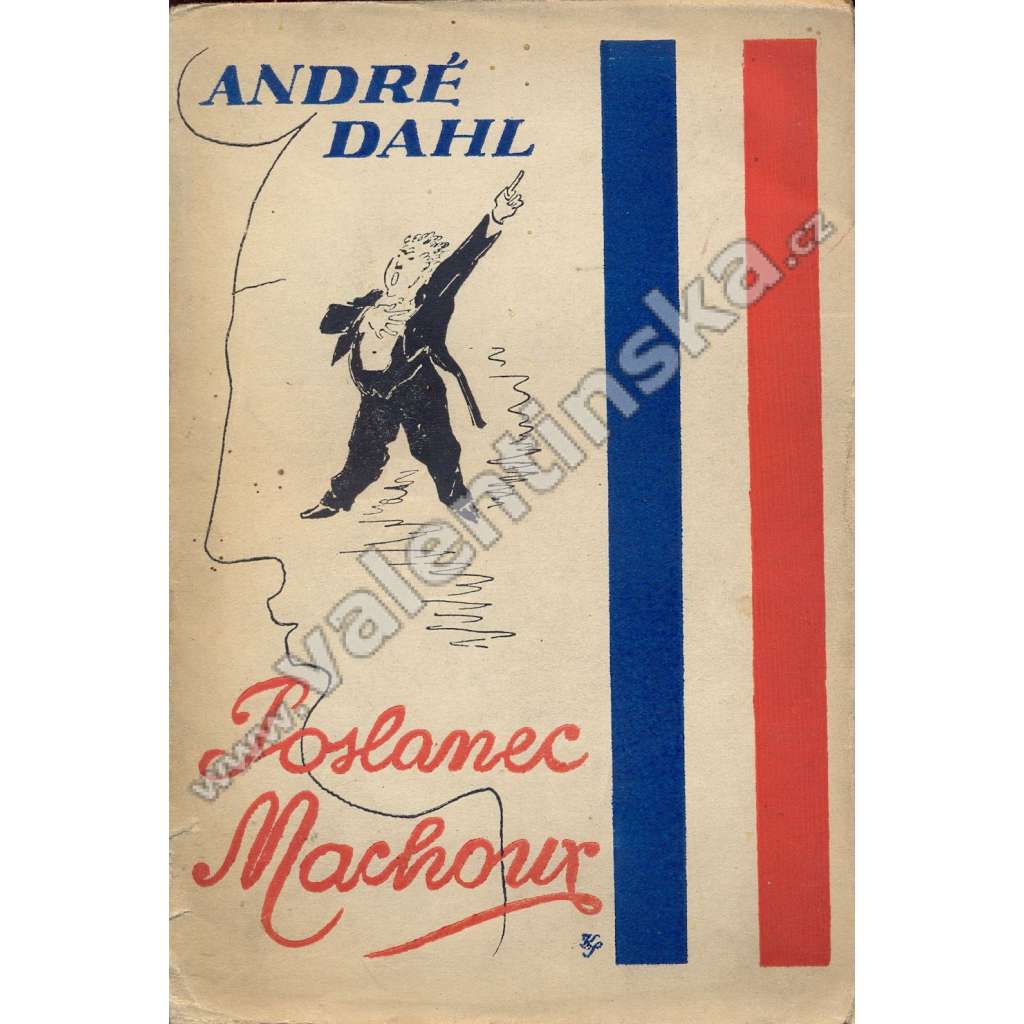 ANDRÉ
DAHL
www.valentinska.cz
Poslanec
Machoux